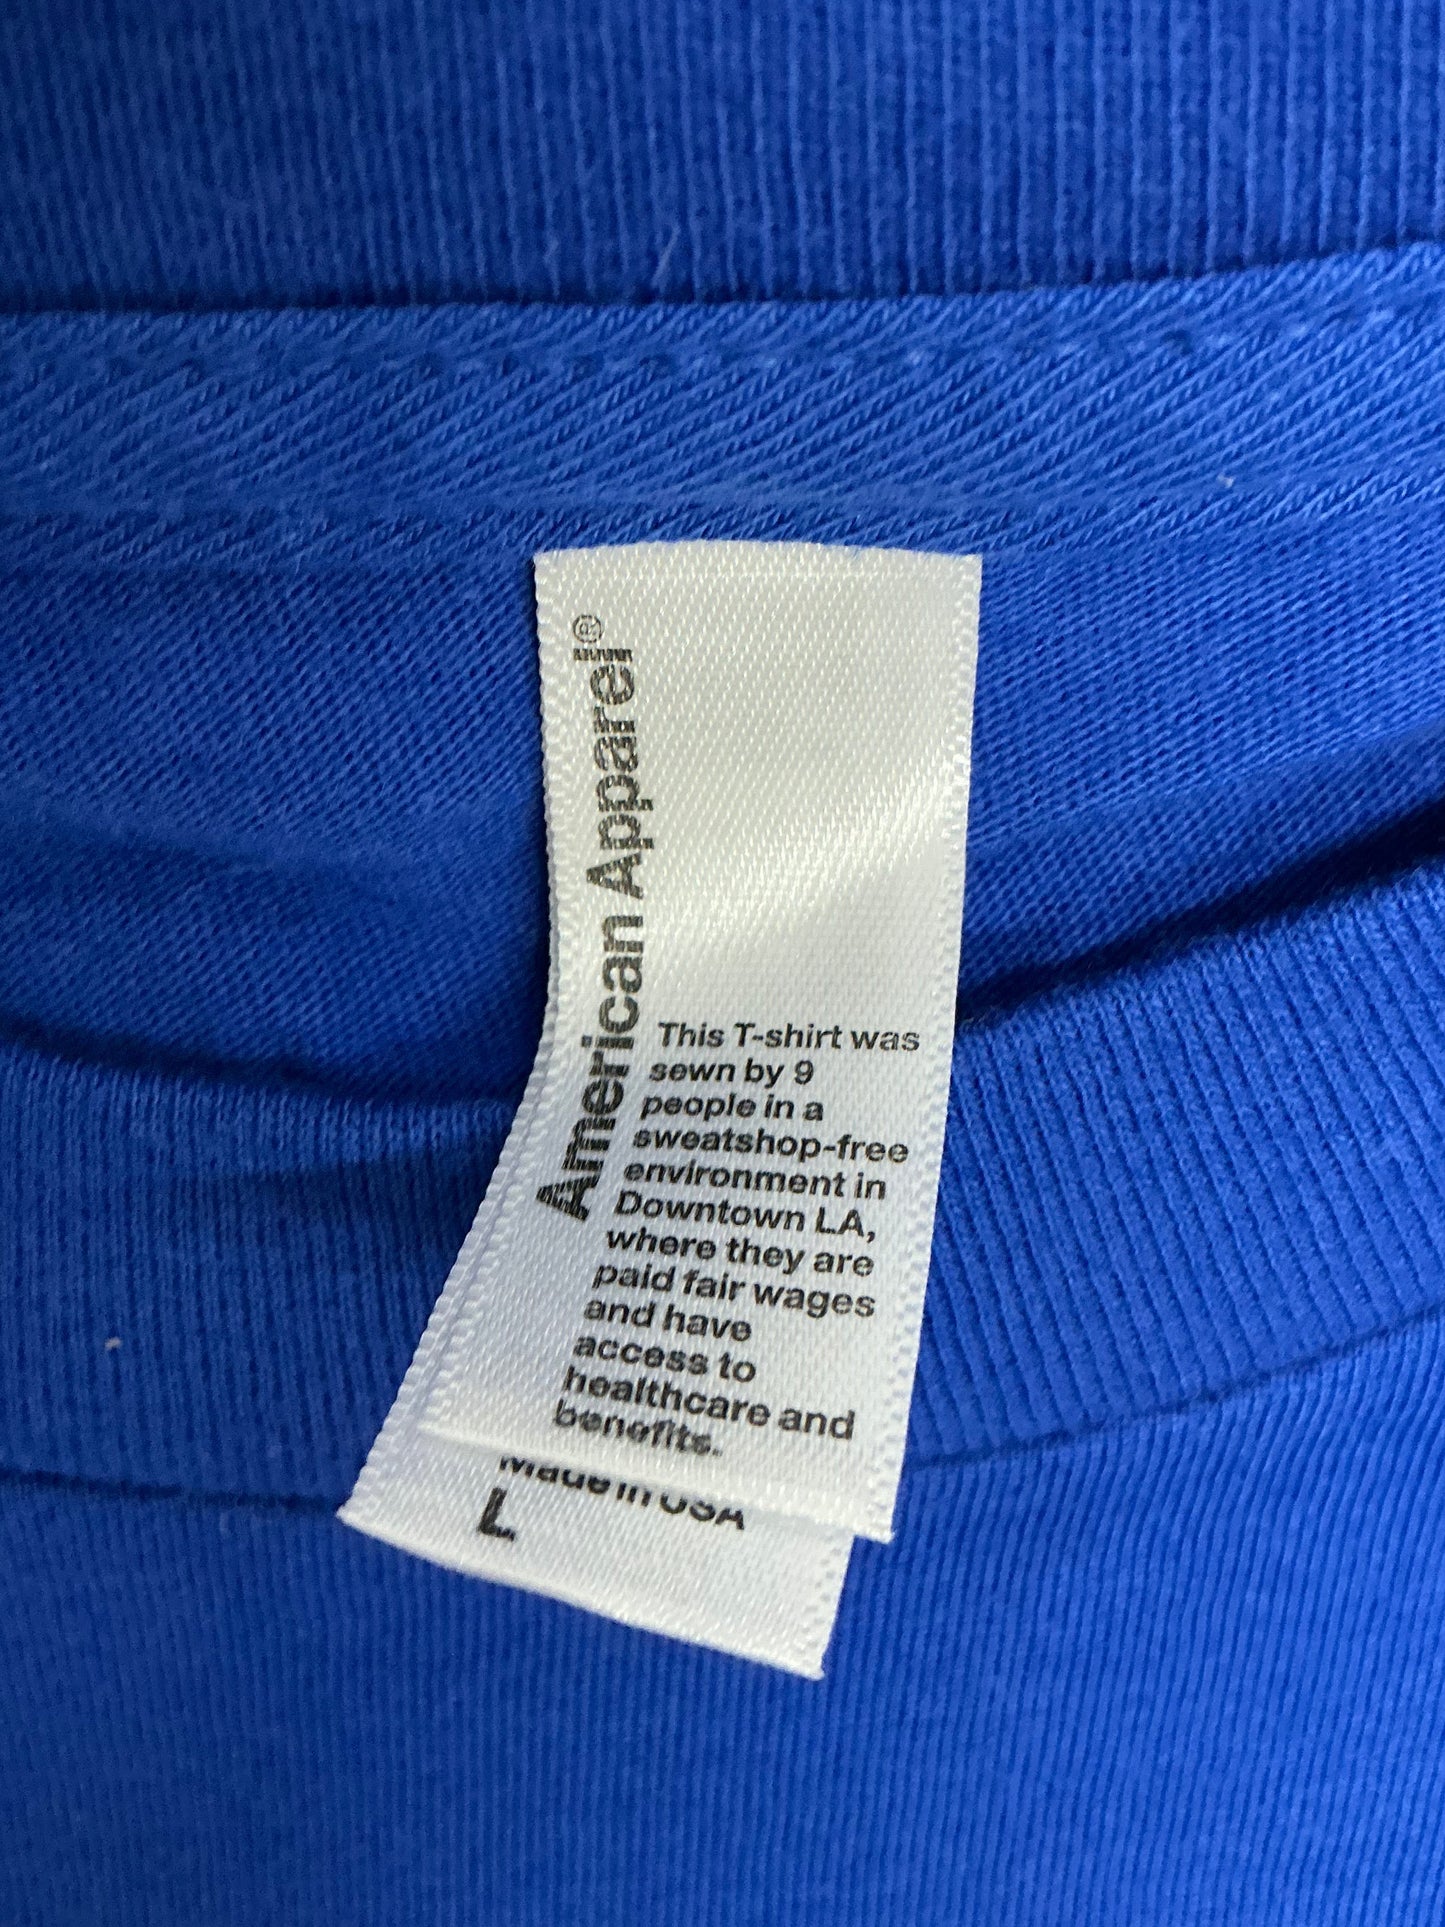 American Apparel®
This T-shirt was
sewn by 9
people in a
sweatshop-free
environment in
Downtown LA,
where they are
paid fair wages
and have
access to
healthcare and
benefits.
Made in USA
L